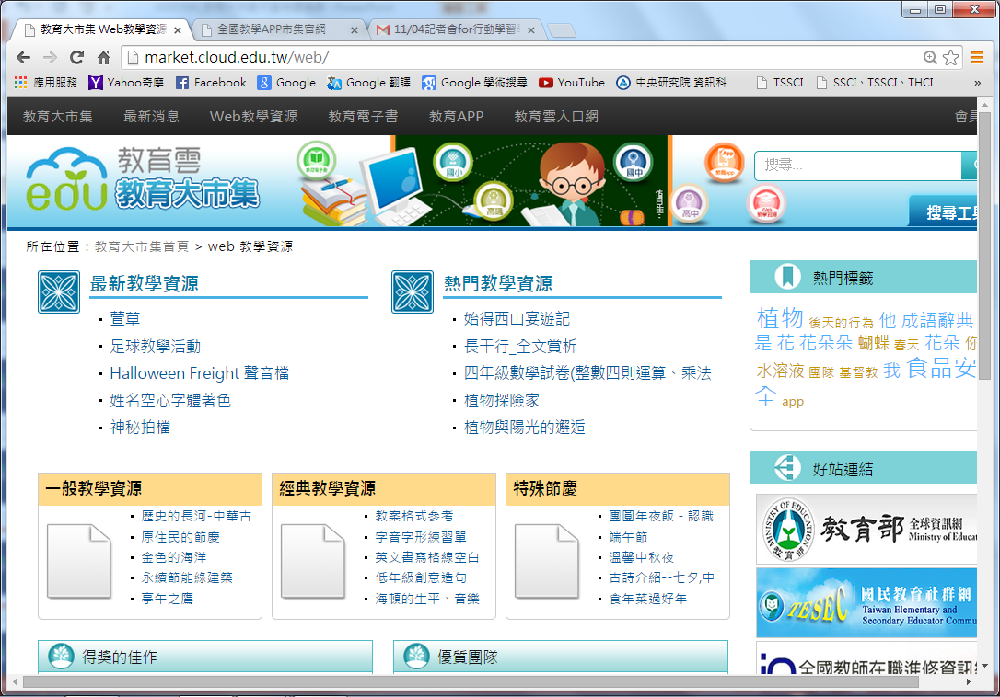 教育大市集 Web教學資源
全國教學APP市集官網
11/04記者會for行動學習
market.cloud.edu.tw/web/
應用服務 Yahoo奇摩 Facebook Google Google 翻譯 Google 學術搜尋 YouTube 中央研究院 資訊科... TSSCI SSCI、TSSCI、THCI... »
教育大市集 最新消息 Web教學資源 教育電子書 教育APP 教育雲入口網 會員
教育雲
edu 教育大市集
國小
國中
高職
高中
值日生
App
Web
搜尋...
搜尋工具
所在位置：教育大市集首頁 > web 教學資源
最新教學資源
萱草
足球教學活動
Halloween Freight 聲音檔
姓名空心字體著色
神秘拍檔
熱門教學資源
始得西山宴遊記
長干行_全文賞析
四年級數學試卷(整數四則運算、乘法
植物探險家
植物與陽光的邂逅
熱門標籤
植物 後天的行為 他 成語辭典
是 花 花朵朵 蝴蝶 春天 花朵 你
水溶液 團隊 基督教 我 食品安
全 app
一般教學資源
歷史的長河-中華古
原住民的節慶
金色的海洋
永續節能綠建築
亭午之鷹
經典教學資源
教案格式參考
字音字形練習單
英文書寫格線空白
低年級創意造句
海頓的生平、音樂
特殊節慶
團圓年夜飯 - 認識
端午節
溫馨中秋夜
古詩介紹--七夕,中
食年菜過好年
好站連結
MINISTRY OF EDUCATION
教育部
教育部 全球資訊網
Ministry of Educat
TESEC 國民教育社群網
Taiwan Elementary and
Secondary Educator Commu
全國教師在職進修資訊
得獎的佳作
優質團隊